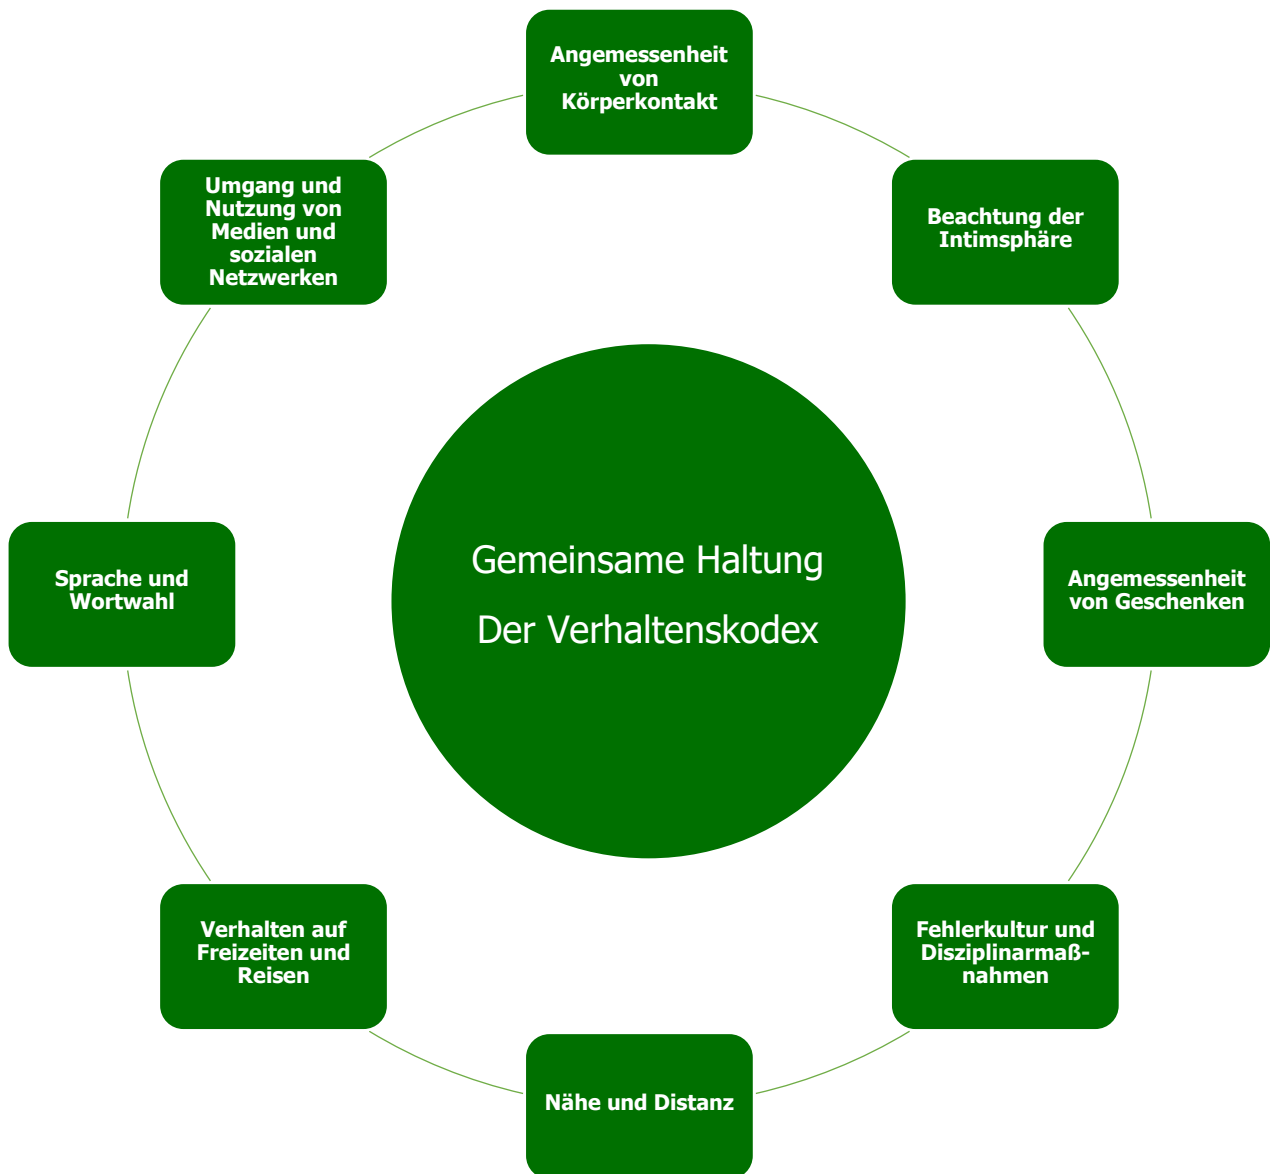 Angemessenheit
von
Körperkontakt
Umgang und
Nutzung von
Medien und
sozialen
Netzwerken
Beachtung der
Intimsphäre
Gemeinsame Haltung
Der Verhaltenskodex
Sprache und
Wortwahl
Angemessenheit
von Geschenken
Verhalten auf
Freizeiten und
Reisen
Fehlerkultur und
Disziplinarmaß-
nahmen
Nähe und Distanz